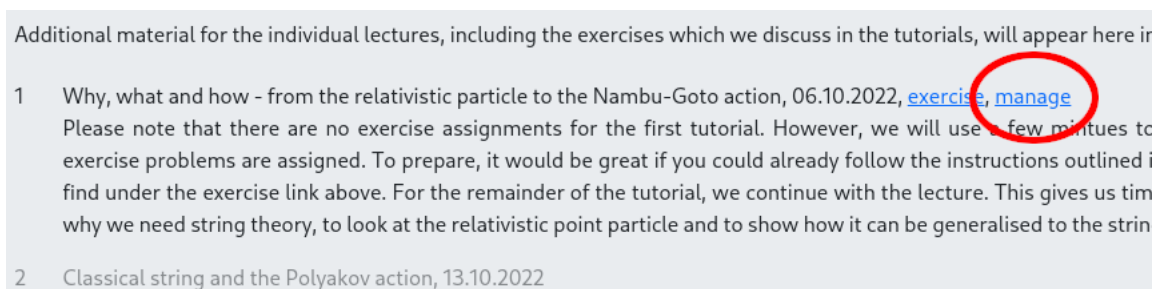 Additional material for the individual lectures, including the exercises which we discuss in the tutorials, will appear here
1 Why, what and how - from the relativistic particle to the Nambu-Goto action, 06.10.2022, exercise, manage
Please note that there are no exercise assignments for the first tutorial. However, we will use a few mintues to
exercise problems are assigned. To prepare, it would be great if you could already follow the instructions outlined
find under the exercise link above. For the remainder of the tutorial, we continue with the lecture. This gives us
why we need string theory, to look at the relativistic point particle and to show how it can be generalised to the
2 Classical string and the Polyakov action, 13.10.2022